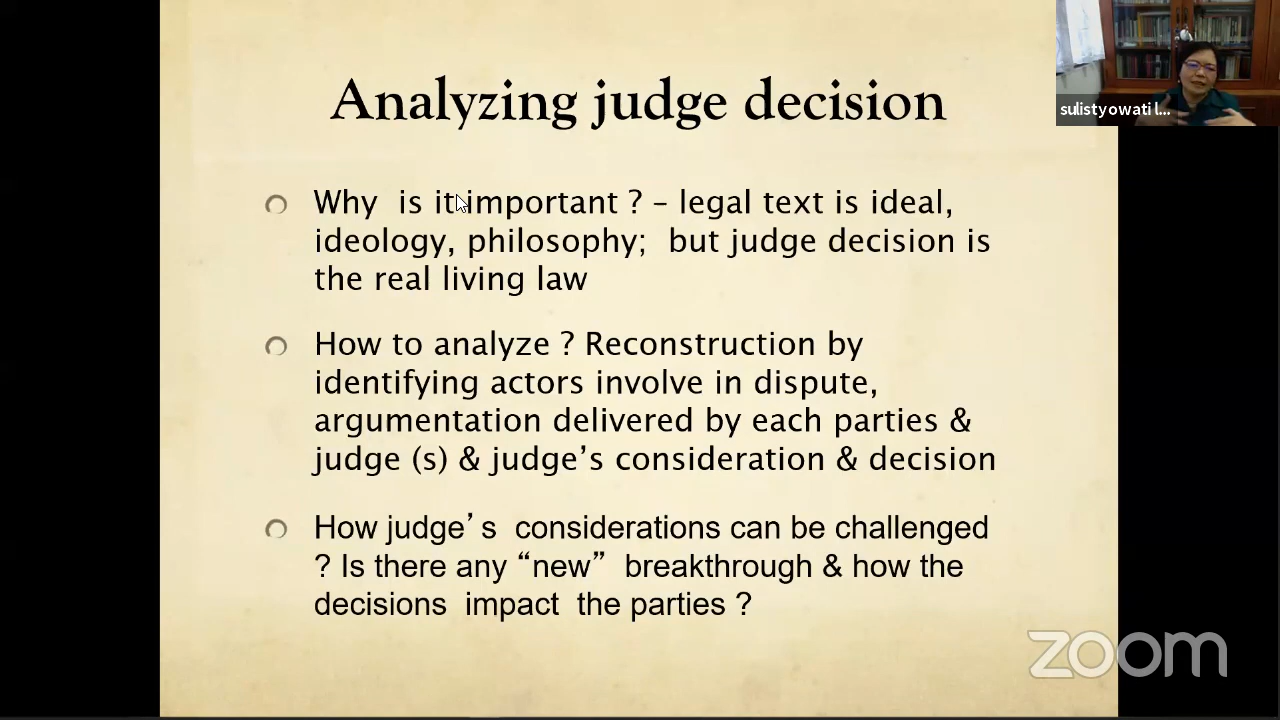 Analyzing judge decision
sulistyowati l...
Why is it important ? – legal text is ideal,
ideology, philosophy; but judge decision is
the real living law
How to analyze ? Reconstruction by
identifying actors involve in dispute,
argumentation delivered by each parties &
judge (s) & judge’s consideration & decision
How judge’s considerations can be challenged
? Is there any “new” breakthrough & how the
decisions impact the parties ?
zoom